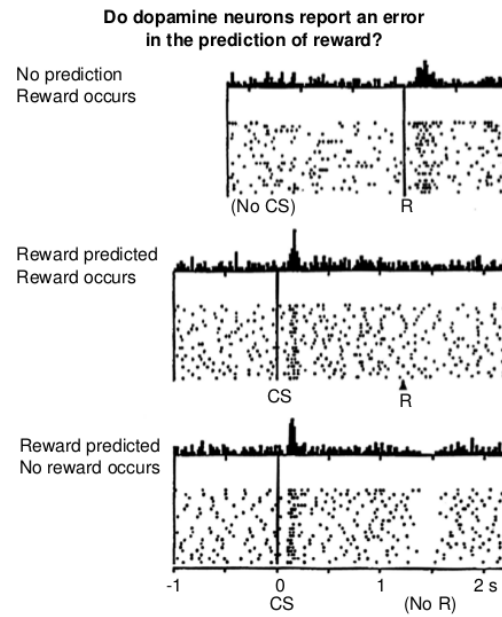 Do dopamine neurons report an error
in the prediction of reward?
No prediction
Reward occurs
(No CS)
R
Reward predicted
Reward occurs
CS
R
Reward predicted
No reward occurs
-1
0
1
2 s
CS
(No R)